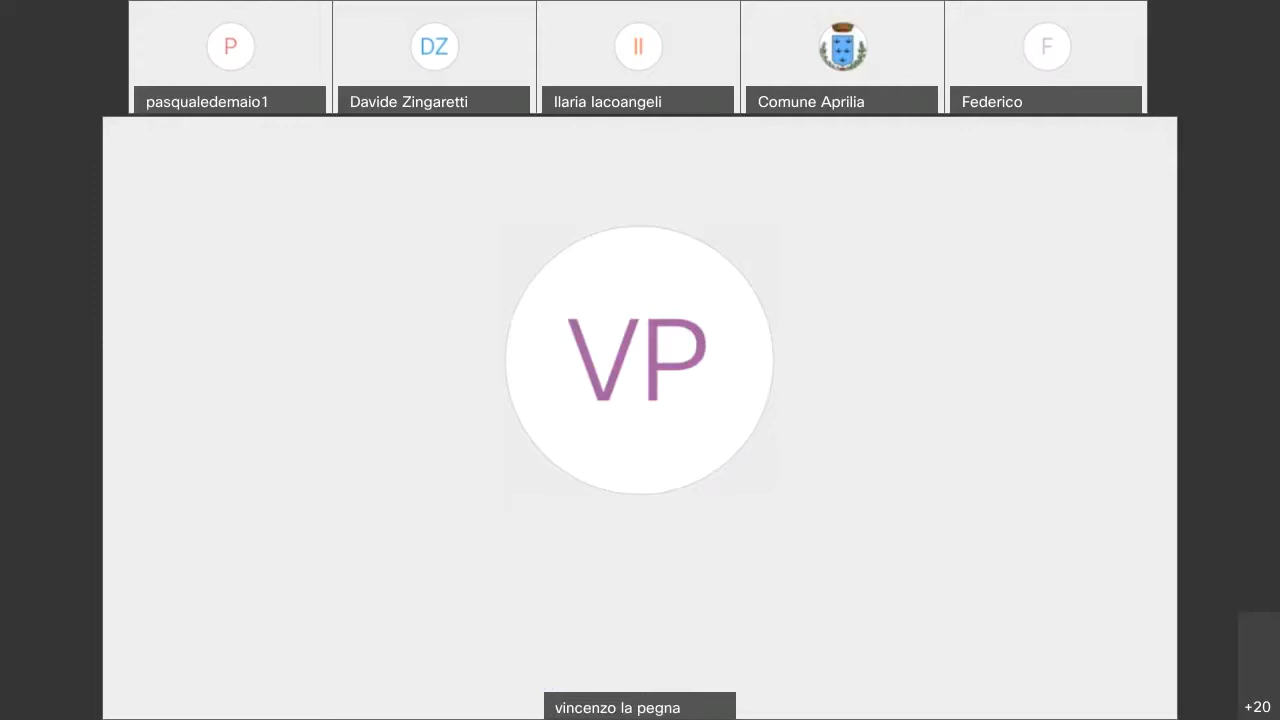 P
DZ
II
F
pasqualedemaio1
Davide Zingaretti
Ilaria Iacoangeli
Comune Aprilia
Federico
VP
vincenzo la pegna
+20